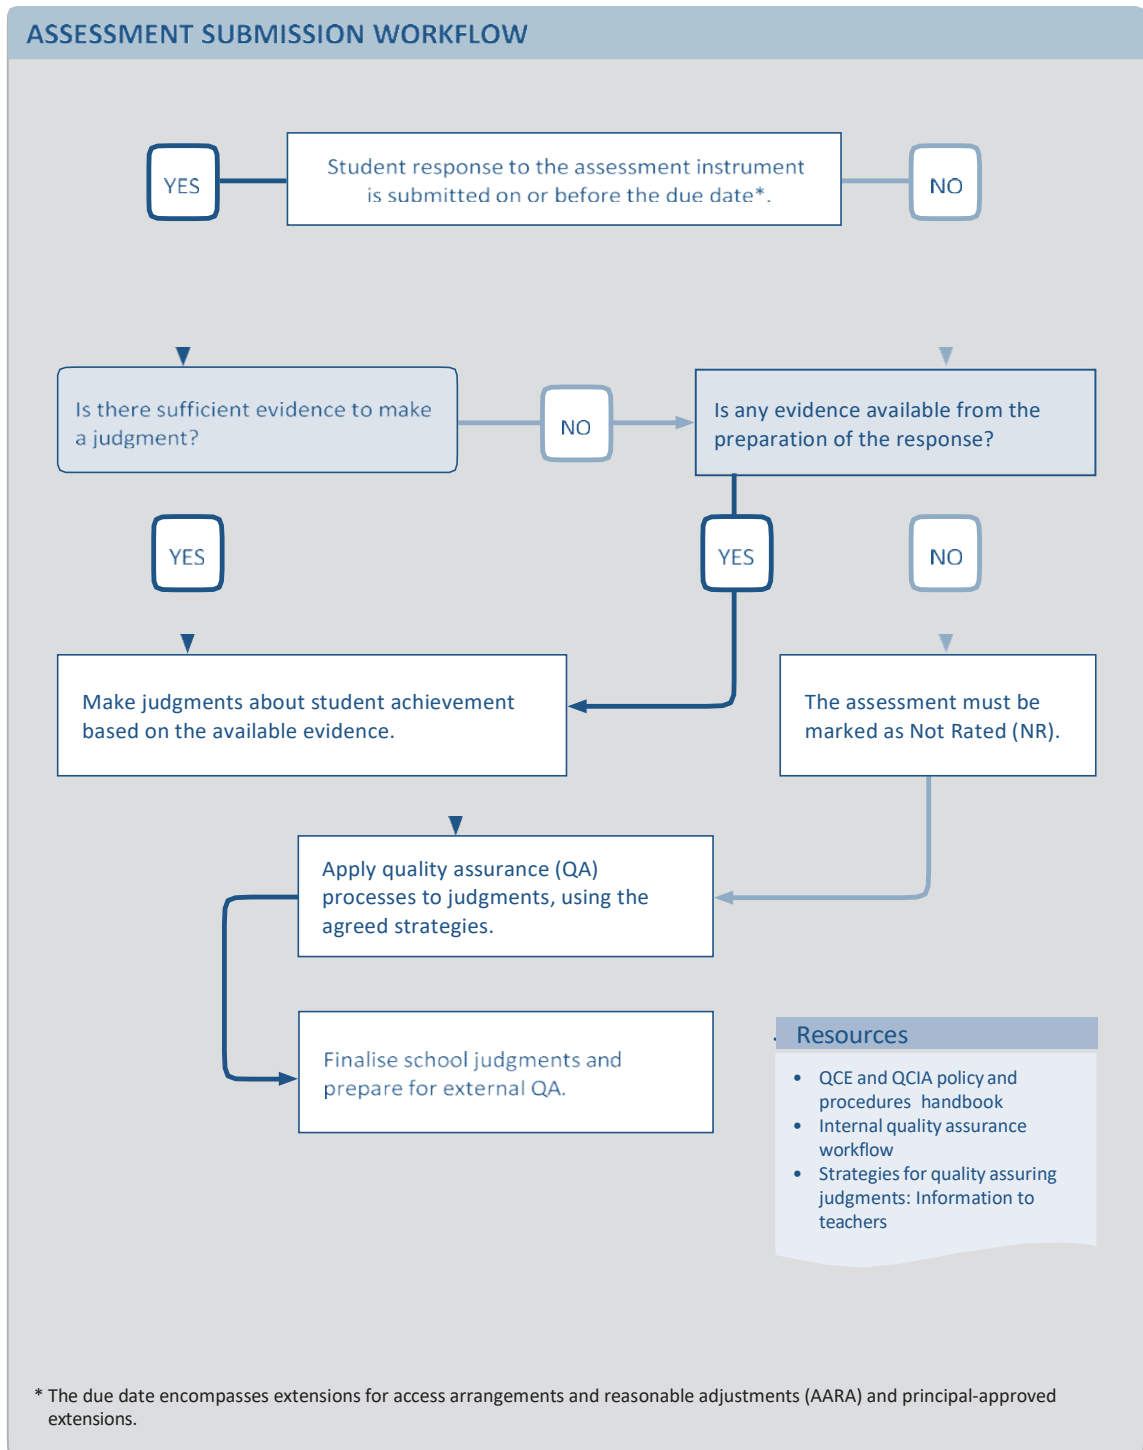 ASSESSMENT SUBMISSION WORKFLOW
YES
Student response to the assessment instrument
is submitted on or before the due date*.
NO
Is there sufficient evidence to make
a judgment?
NO
Is any evidence available from the
preparation of the response?
YES
YES
NO
Make judgments about student achievement
based on the available evidence.
The assessment must be
marked as Not Rated (NR).
Apply quality assurance (QA)
processes to judgments, using the
agreed strategies.
Finalise school judgments and
prepare for external QA.
Resources
• QCE and QCIA policy and
procedures handbook
• Internal quality assurance
workflow
• Strategies for quality assuring
judgments: Information to
teachers
* The due date encompasses extensions for access arrangements and reasonable adjustments (AARA) and principal-approved
extensions.